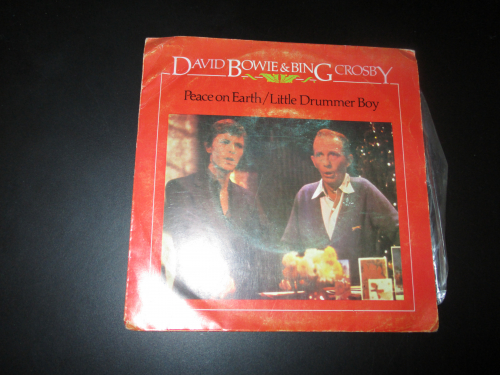 DAVID BOWIE & BING CROSBY
Peace on Earth/Little Drummer Boy